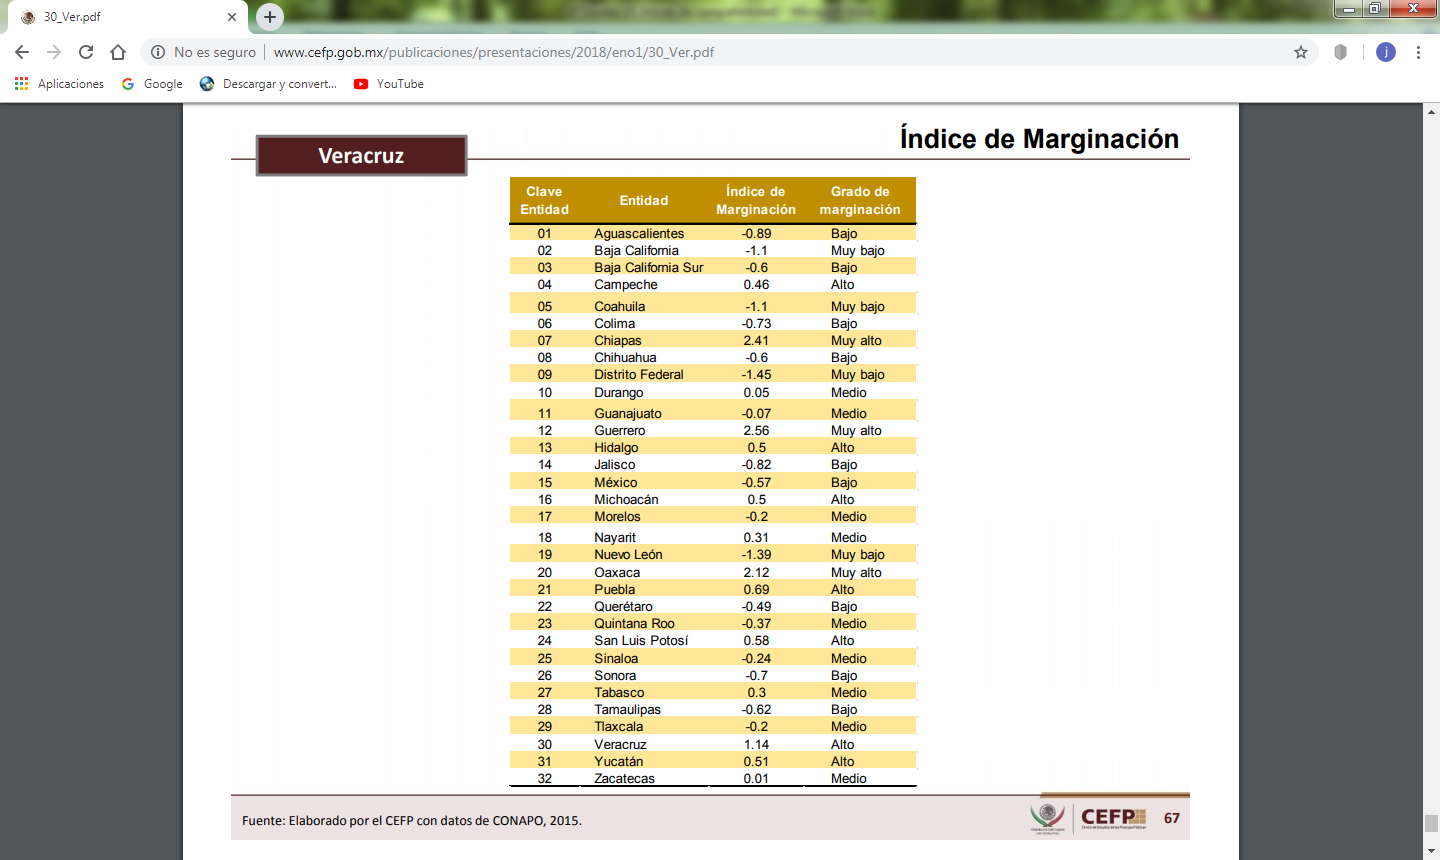 30_Ver.pdf
No es seguro | www.cefp.gob.mx/publicaciones/presentaciones/2018/eno1/30_Ver.pdf
j
Aplicaciones Google Descargar y convert... YouTube
Veracruz
Índice de Marginación
Clave Entidad Entidad Índice de Marginación Grado de marginación
01 Aguascalientes -0.89 Bajo
02 Baja California -1.1 Muy bajo
03 Baja California Sur -0.6 Bajo
04 Campeche 0.46 Alto
05 Coahuila -1.1 Muy bajo
06 Colima -0.73 Bajo
07 Chiapas 2.41 Muy alto
08 Chihuahua -0.6 Bajo
09 Distrito Federal -1.45 Muy bajo
10 Durango 0.05 Medio
11 Guanajuato -0.07 Medio
12 Guerrero 2.56 Muy alto
13 Hidalgo 0.5 Alto
14 Jalisco -0.82 Bajo
15 México -0.57 Bajo
16 Michoacán 0.5 Alto
17 Morelos -0.2 Medio
18 Nayarit 0.31 Medio
19 Nuevo León -1.39 Muy bajo
20 Oaxaca 2.12 Muy alto
21 Puebla 0.69 Alto
22 Querétaro -0.49 Bajo
23 Quintana Roo -0.37 Medio
24 San Luis Potosí 0.58 Alto
25 Sinaloa -0.24 Medio
26 Sonora -0.7 Bajo
27 Tabasco 0.3 Medio
28 Tamaulipas -0.62 Bajo
29 Tlaxcala -0.2 Medio
30 Veracruz 1.14 Alto
31 Yucatán 0.51 Alto
32 Zacatecas 0.01 Medio
Fuente: Elaborado por el CEFP con datos de CONAPO, 2015.
CEFP
67